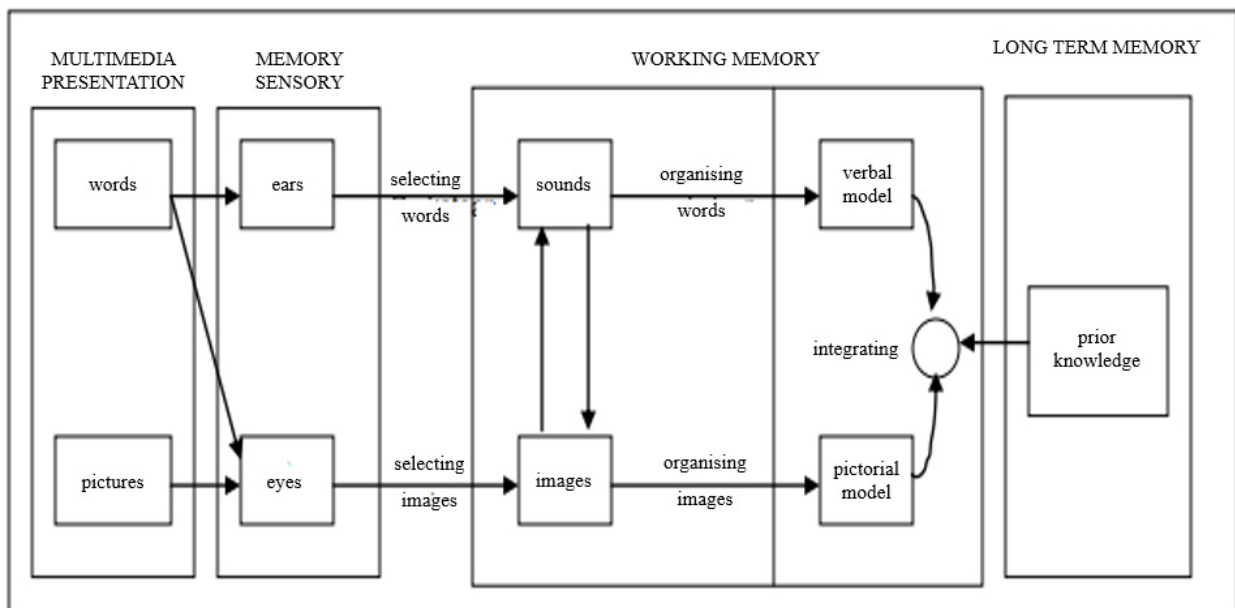 MULTIMEDIA
PRESENTATION
MEMORY
SENSORY
WORKING MEMORY
LONG TERM MEMORY
words
ears
selecting
words
sounds
organising
words
verbal
model
integrating
prior
knowledge
pictures
eyes
selecting
images
images
organising
images
pictorial
model